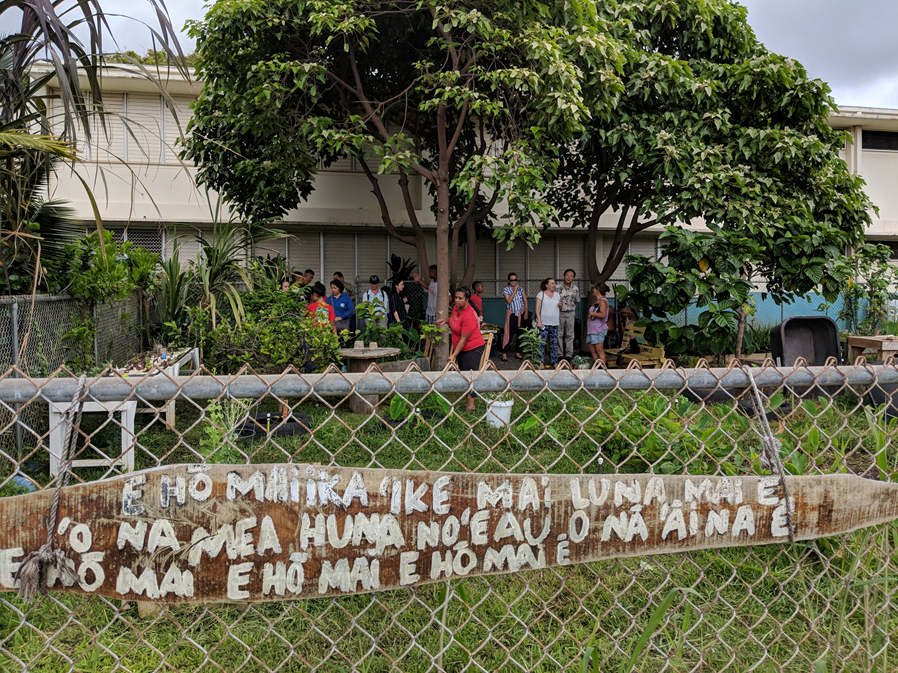 E HŌ MAI I KA ʻIKE MAI LUNA MAI E
ʻO NA MEA HUNA NOʻEAU O NĀ ʻĀINA E
E HŌ MAI E HŌ MAI E HŌ MAI E